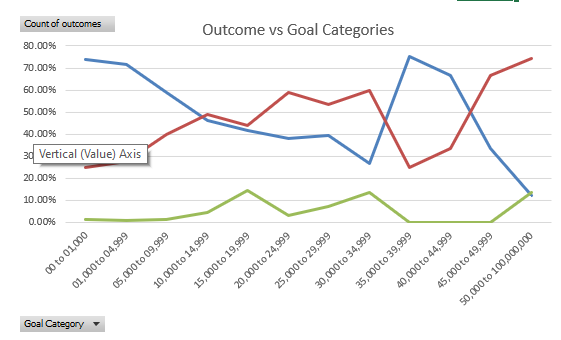 Count of outcomes
Outcome vs Goal Categories
80.00%
70.00%
60.00%
50.00%
40.00%
30
Vertical (Value) Axis
20.00%
10.00%
0.00%
00 to 01,000
01,000 to 04,999
05,000 to 09,999
10,000 to 14,999
15,000 to 19,999
20,000 to 24,999
25,000 to 29,999
30,000 to 34,999
35,000 to 39,999
40,000 to 44,999
45,000 to 49,999
50,000 to 100,000,000
Goal Category